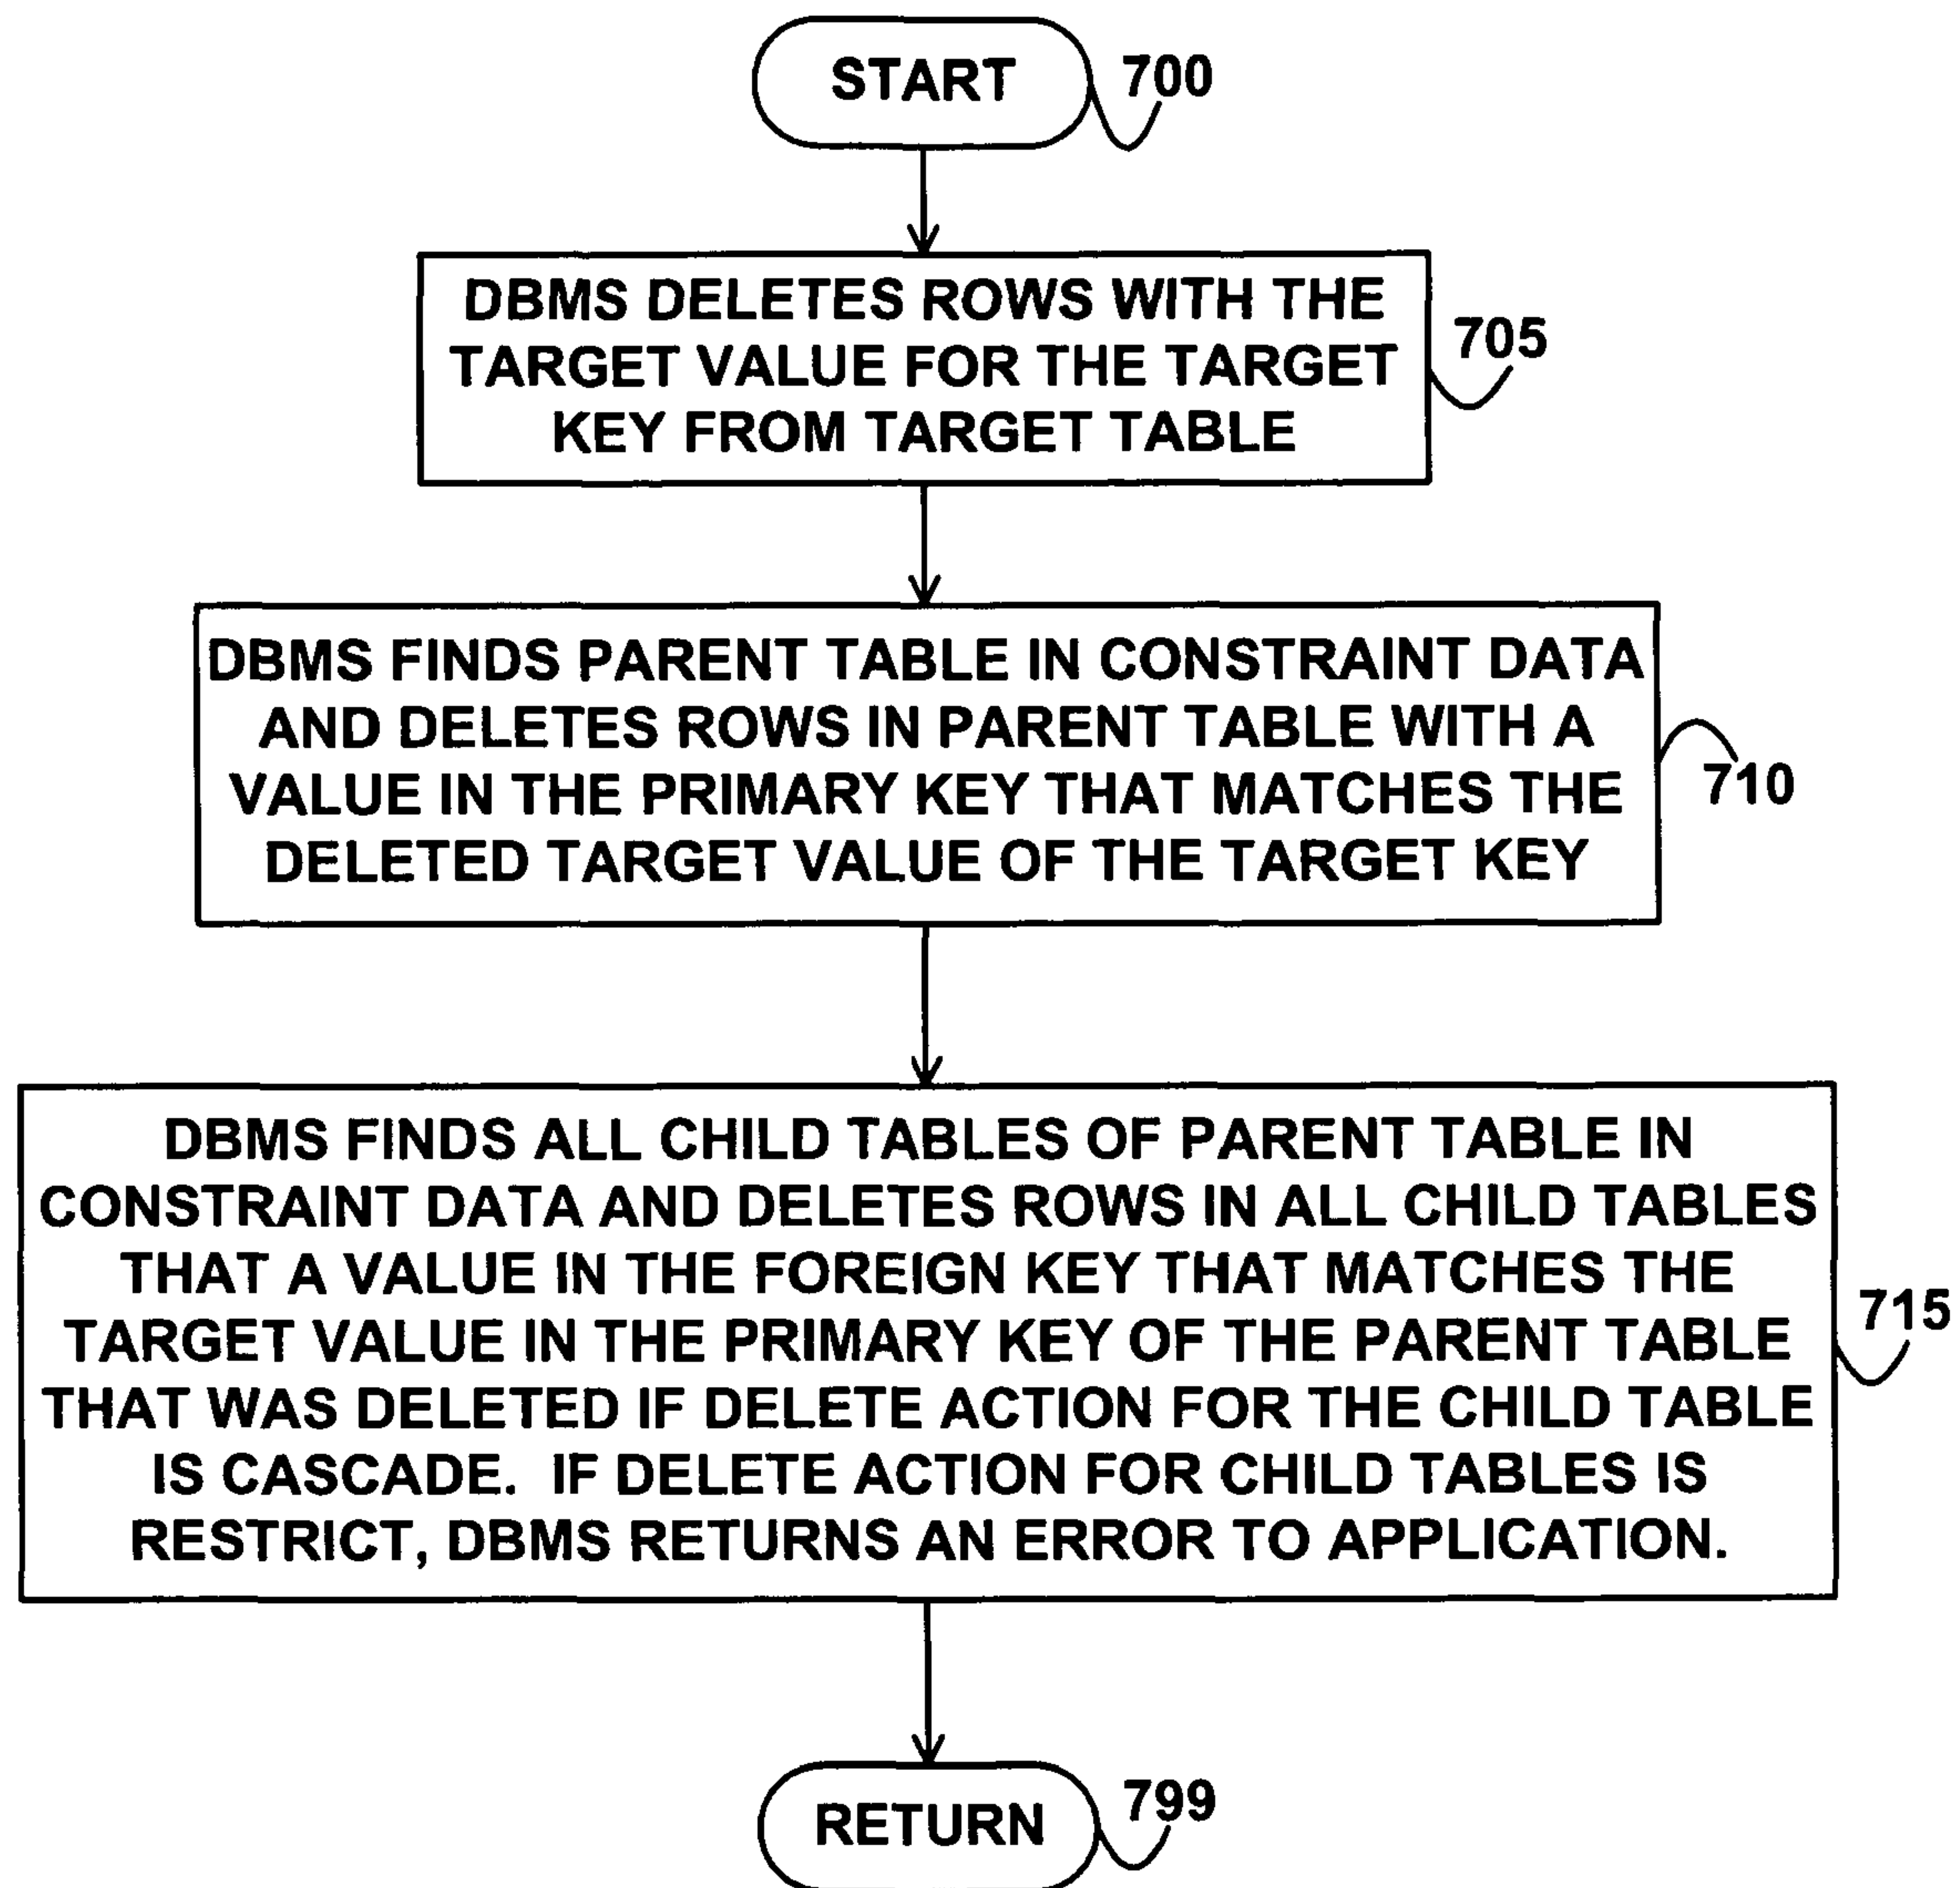 START
700
DBMS DELETES ROWS WITH THE
TARGET VALUE FOR THE TARGET
KEY FROM TARGET TABLE
705
DBMS FINDS PARENT TABLE IN CONSTRAINT DATA
AND DELETES ROWS IN PARENT TABLE WITH A
VALUE IN THE PRIMARY KEY THAT MATCHES THE
DELETED TARGET VALUE OF THE TARGET KEY
710
DBMS FINDS ALL CHILD TABLES OF PARENT TABLE IN
CONSTRAINT DATA AND DELETES ROWS IN ALL CHILD TABLES
THAT A VALUE IN THE FOREIGN KEY THAT MATCHES THE
TARGET VALUE IN THE PRIMARY KEY OF THE PARENT TABLE
THAT WAS DELETED IF DELETE ACTION FOR THE CHILD TABLE
IS CASCADE. IF DELETE ACTION FOR CHILD TABLES IS
RESTRICT, DBMS RETURNS AN ERROR TO APPLICATION.
715
RETURN
799